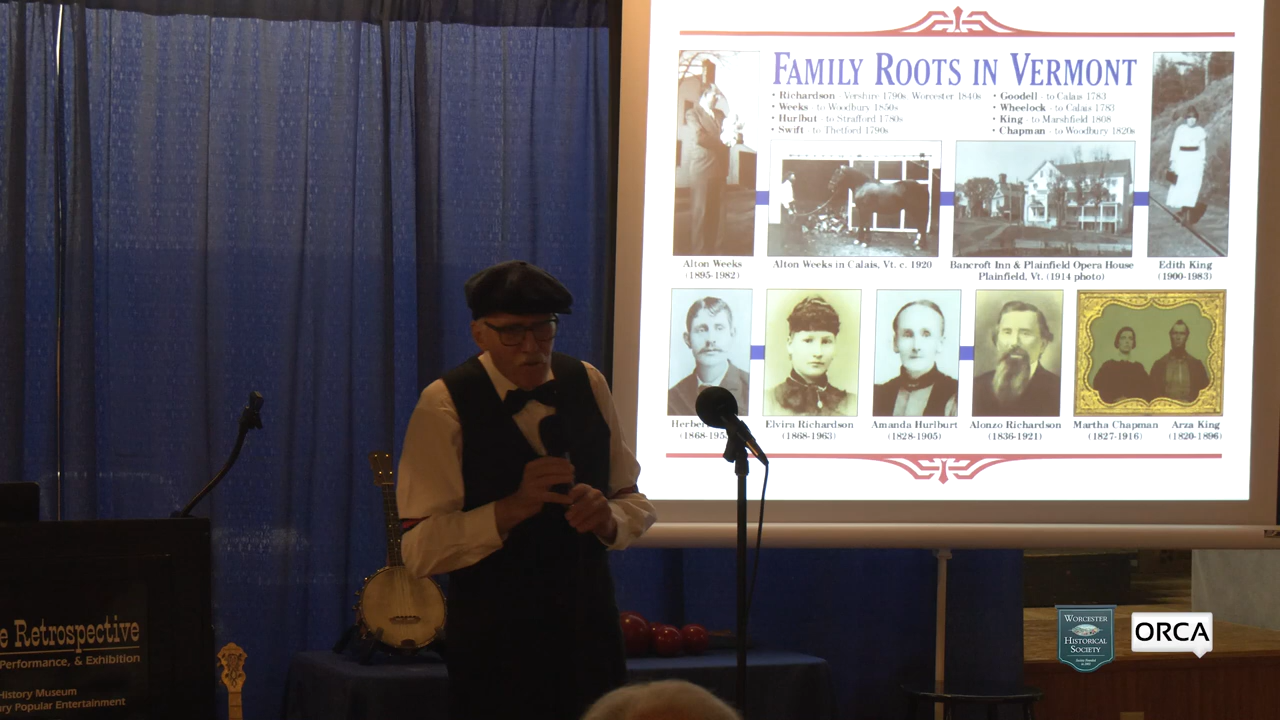 FAMILY ROOTS IN VERMONT
• Richardson - Vershire 1790s; Worcester 1840s
• Weeks - to Woodbury 1850s
• Hurlbut - to Strafford 1780s
• Swift - to Thetford 1790s
• Goodell - to Calais 1783
• Wheelock - to Calais 1783
• King - to Marshfield 1808
• Chapman - to Woodbury 1820s
Alton Weeks
(1895-1982)
Alton Weeks in Calais, Vt. c. 1920
Bancroft Inn & Plainfield Opera House
Plainfield, Vt. (1914 photo)
Edith King
(1900-1983)
Elvira Richardson
(1868-1963)
Amanda Hurlburt
(1828-1905)
Alonzo Richardson
(1836-1921)
Martha Chapman
(1827-1916)
Arza King
(1820-1896)
Retrospective
Performance, & Exhibition
History Museum
Popular Entertainment
WORCESTER
HISTORICAL
SOCIETY
ORCA